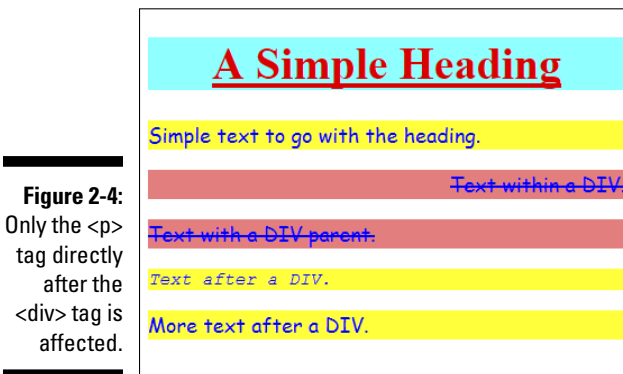 A Simple Heading
Simple text to go with the heading.
Text within a DIV.
Text with a DIV parent.
Text after a DIV.
More text after a DIV.
Figure 2-4:
Only the <p>
tag directly
after the
<div> tag is
affected.